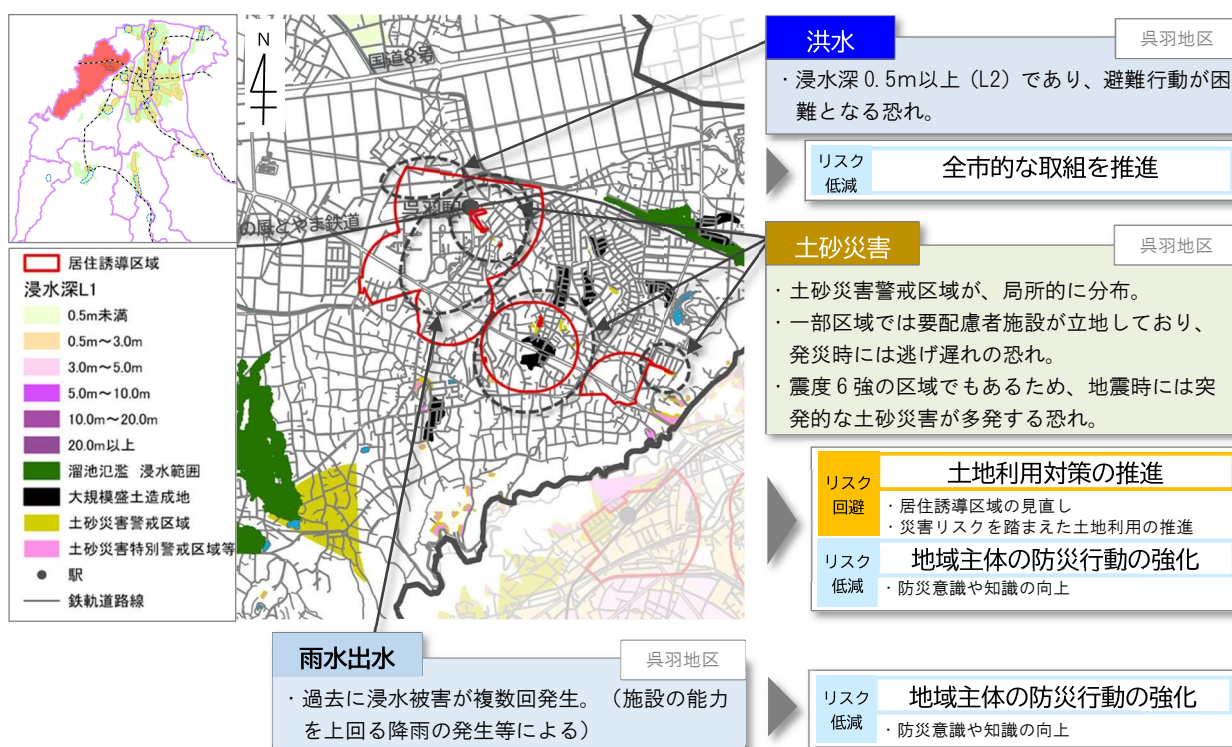 N
国道8号
呉羽駅
の風とやま鉄道
居住誘導区域
浸水深L1
0.5m未満
0.5m～3.0m
3.0m～5.0m
5.0m～10.0m
10.0m～20.0m
20.0m以上
溜池氾濫 浸水範囲
大規模盛土造成地
土砂災害警戒区域
土砂災害特別警戒区域等
駅
鉄軌道路線
洪水
呉羽地区
・浸水深 0.5m以上（L2）であり、避難行動が困
難となる恐れ。
リスク
低減
全市的な取組を推進
土砂災害
呉羽地区
・土砂災害警戒区域が、局所的に分布。
・一部区域では要配慮者施設が立地しており、
発災時には逃げ遅れの恐れ。
・震度 6 強の区域でもあるため、地震時には突
発的な土砂災害が多発する恐れ。
リスク
回避
土地利用対策の推進
・居住誘導区域の見直し
・災害リスクを踏まえた土地利用の推進
リスク
低減
地域主体の防災行動の強化
・防災意識や知識の向上
雨水出水
呉羽地区
・過去に浸水被害が複数回発生。（施設の能力
を上回る降雨の発生等による）
リスク
低減
地域主体の防災行動の強化
・防災意識や知識の向上